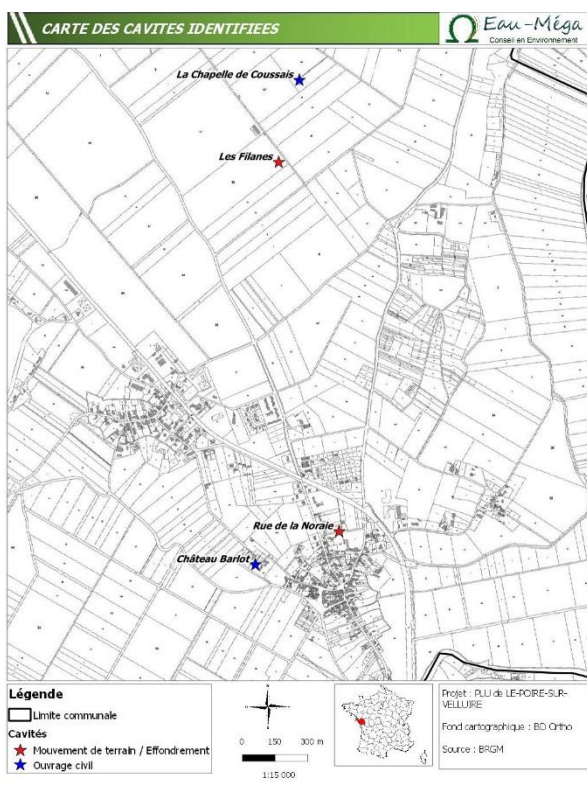 CARTE DES CAVITES IDENTIFIEES
Eau-Méga
Conseil en Environnement
La Chapelle de Coussais
Les Filanes
Rue de la Noraie
Château Barlot
Légende
Limite communale
Cavités
Mouvement de terrain / Effondrement
Ouvrage civil
0 150 300 m
1:15 000
Projet : PLU de LE-POIRE-SUR-
VELLUIRE
Fond cartographique : BD Ortho
Source : BRGM